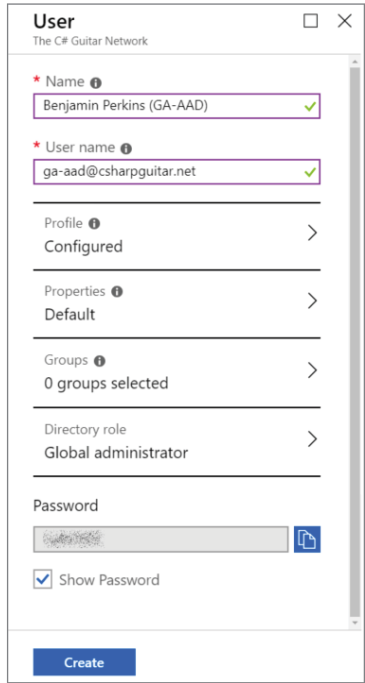 User
The C# Guitar Network
* Name
Benjamin Perkins (GA-AAD)
* User name
ga-aad@csharpguitar.net
Profile
Configured
Properties
Default
Groups
0 groups selected
Directory role
Global administrator
Password
Show Password
Create